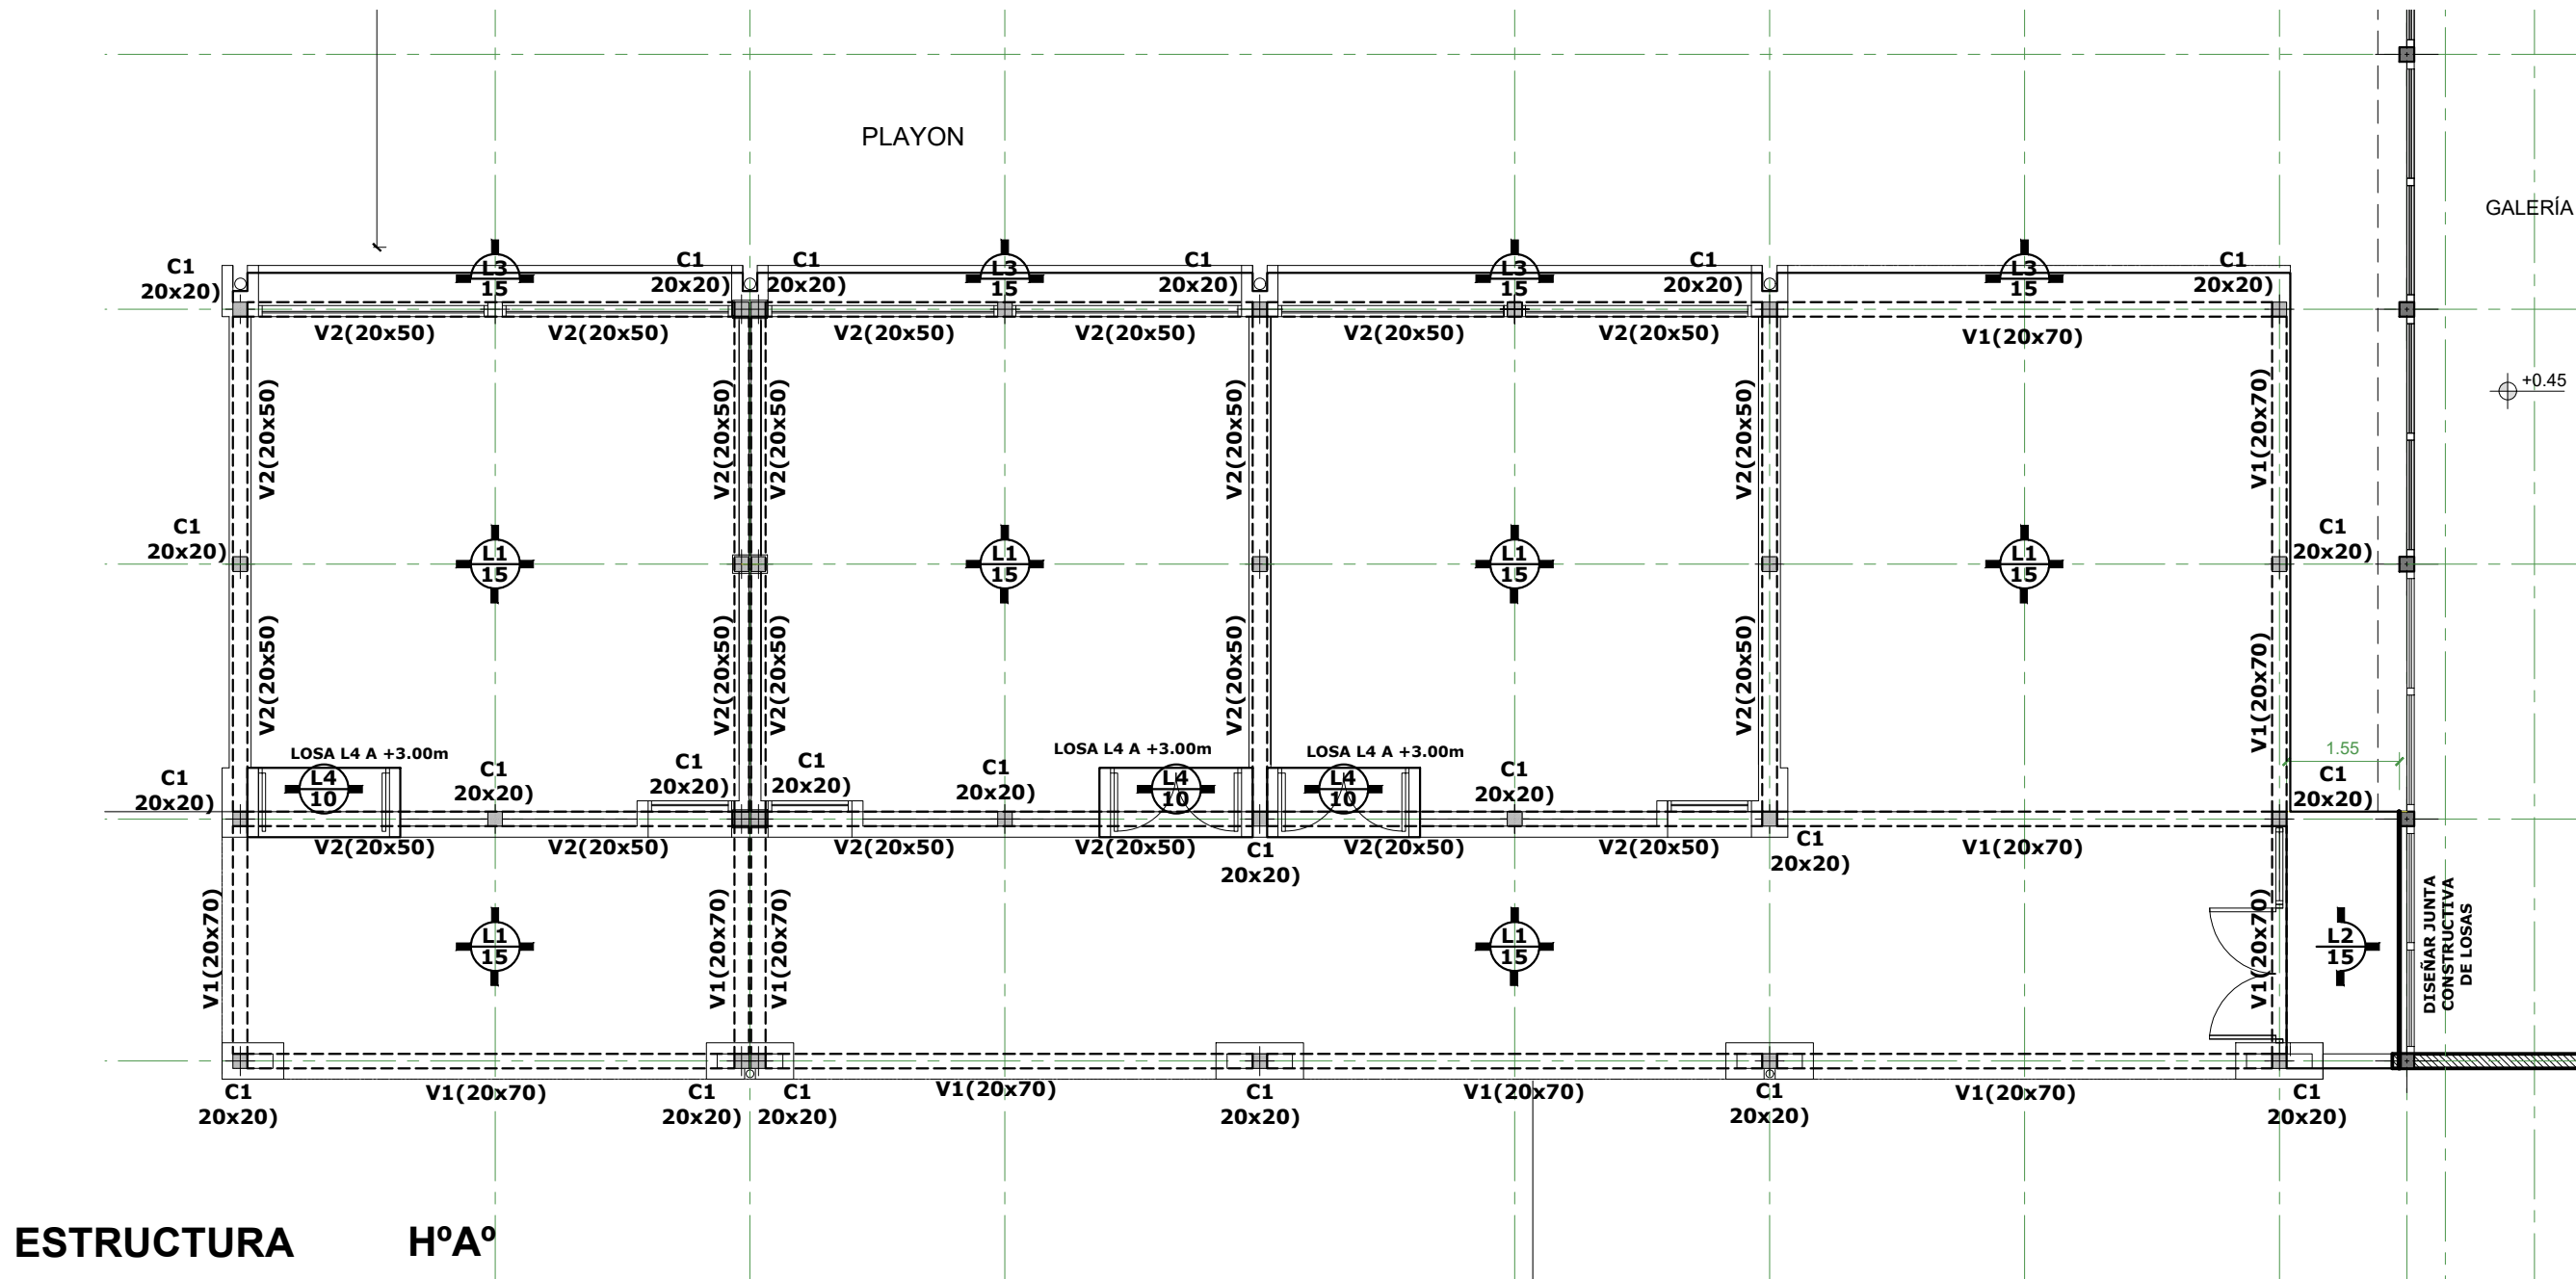 PLAYON
GALERÍA
C1
20x20)
L3
15
C1
20x20)
C1
20x20)
L3
15
C1
20x20)
L3
15
C1
20x20)
L3
15
C1
20x20)
V2(20x50)
V2(20x50)
V2(20x50)
V2(20x50)
V2(20x50)
V2(20x50)
V1(20x70)
+0.45
V2(20x50)
V2(20x50)
V2(20x50)
V2(20x50)
V2(20x50)
V1(20x70)
C1
20x20)
L1
15
L1
15
L1
15
L1
15
C1
20x20)
V2(20x50)
V2(20x50)
V2(20x50)
V2(20x50)
V2(20x50)
V1(20x70)
LOSA L4 A +3.00m
LOSA L4 A +3.00m
LOSA L4 A +3.00m
1.55
C1
20x20)
L4
10
C1
20x20)
C1
20x20)
C1
20x20)
C1
20x20)
L4
10
L4
10
C1
20x20)
C1
20x20)
V2(20x50)
V2(20x50)
V2(20x50)
V2(20x50)
C1
20x20)
V2(20x50)
V2(20x50)
C1
20x20)
V1(20x70)
V1(20x70)
V1(20x70)
V1(20x70)
V1(20x70)
L1
15
L1
15
L2
15
DISEÑAR JUNTA
CONSTRUCTIVA
DE LOSAS
C1
20x20)
V1(20x70)
C1
20x20)
C1
20x20)
V1(20x70)
C1
20x20)
V1(20x70)
C1
20x20)
V1(20x70)
C1
20x20)
ESTRUCTURA HºAº